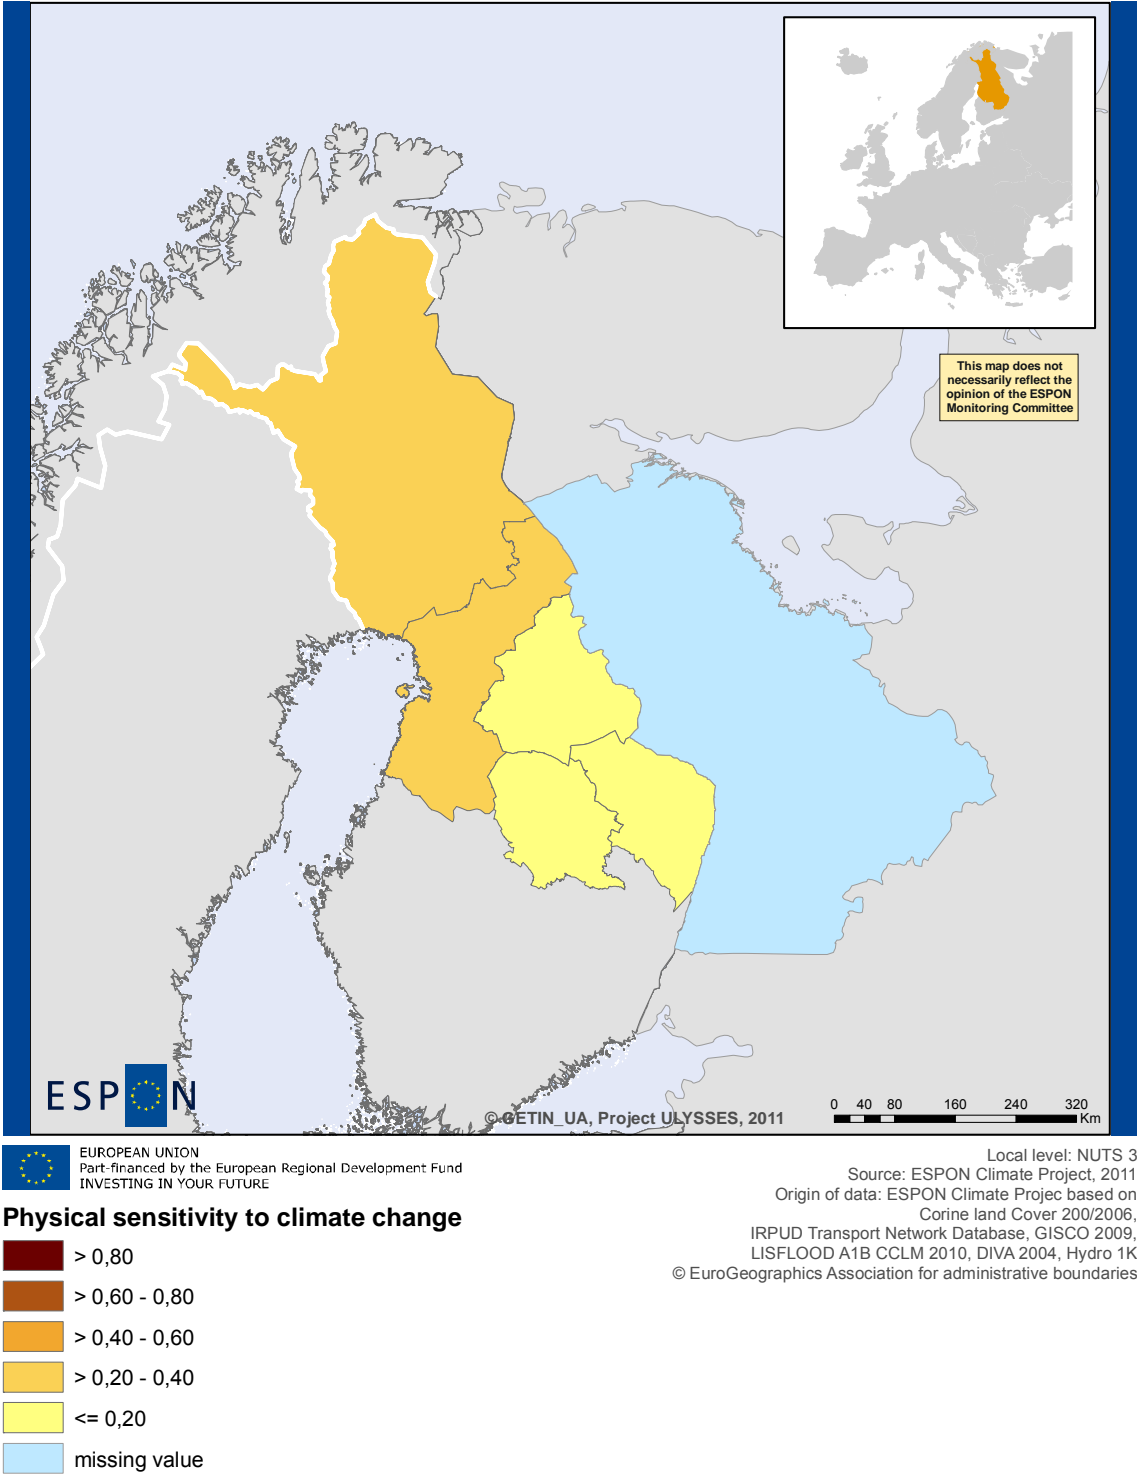 This map does not
necessarily reflect the
opinion of the ESPON
Monitoring Committee
ESPON
© GETIN_UA, Project ULYSSES, 2011
0 40 80 160 240 320
Km
EUROPEAN UNION
Part-financed by the European Regional Development Fund
INVESTING IN YOUR FUTURE
Local level: NUTS 3
Source: ESPON Climate Project, 2011
Origin of data: ESPON Climate Projec based on
Corine land Cover 200/2006,
IRPUD Transport Network Database, GISCO 2009,
LISFLOOD A1B CCLM 2010, DIVA 2004, Hydro 1K
© EuroGeographics Association for administrative boundaries
Physical sensitivity to climate change
> 0,80
> 0,60 - 0,80
> 0,40 - 0,60
> 0,20 - 0,40
<= 0,20
missing value